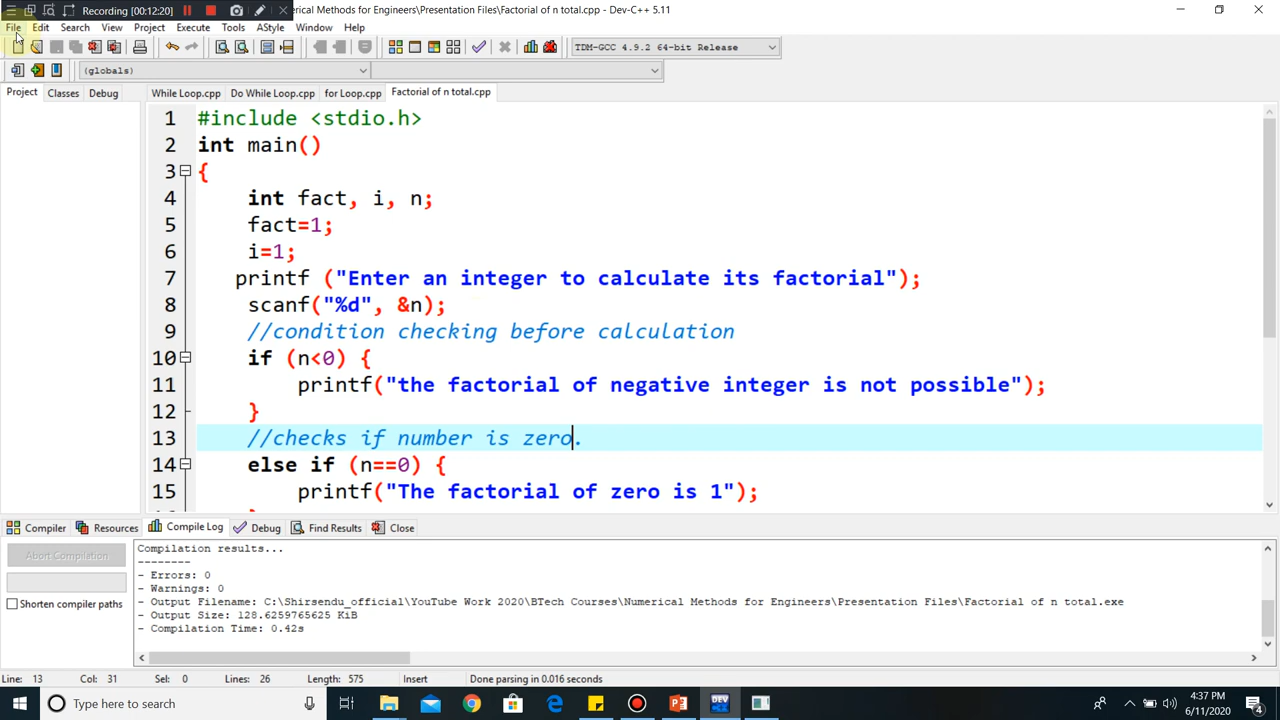 Recording [00:12:20]
nerical Methods for Engineers\Presentation Files\Factorial of n total.cpp - Dev-C++ 5.11
File Edit Search View Project Execute Tools AStyle Window Help
TDM-GCC 4.9.2 64-bit Release
(globals)
Project Classes Debug
While Loop.cpp Do While Loop.cpp for Loop.cpp Factorial of n total.cpp
1 #include <stdio.h>
2 int main()
3 {
4 int fact, i, n;
5 fact=1;
6 i=1;
7 printf ("Enter an integer to calculate its factorial");
8 scanf("%d", &n);
9 //condition checking before calculation
10 if (n<0) {
11 printf("the factorial of negative integer is not possible");
12 }
13 //checks if number is zero.
14 else if (n==0) {
15 printf("The factorial of zero is 1");
Compiler Resources Compile Log Debug Find Results Close
Abort Compilation
Shorten compiler paths
Compilation results...
--------
- Errors: 0
- Warnings: 0
- Output Filename: C:\Shirsendu_official\YouTube Work 2020\BTech Courses\Numerical Methods for Engineers\Presentation Files\Factorial of n total.exe
- Output Size: 128.6259765625 KiB
- Compilation Time: 0.42s
Line: 13 Col: 31 Sel: 0 Lines: 26 Length: 575 Insert Done parsing in 0.016 seconds
Type here to search
DEV
4:37 PM
6/11/2020
4